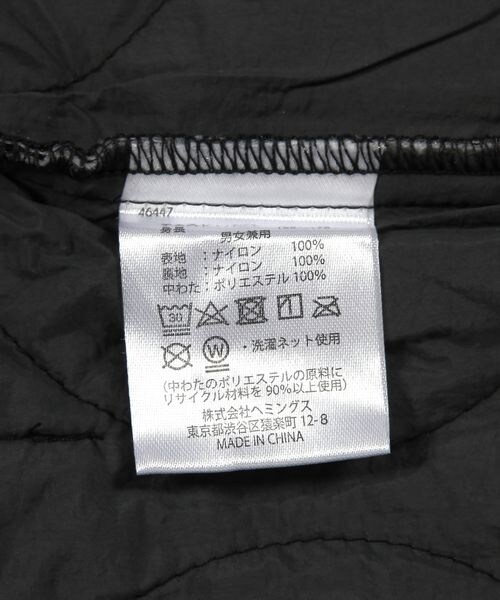 46447
男女兼用
表地：ナイロン 100%
裏地：ナイロン 100%
中わた：ポリエステル 100%
30
W
・洗濯ネット使用
(中わたのポリエステルの原料に
リサイクル材料を90%以上使用)
株式会社ヘミングス
東京都渋谷区猿楽町 12-8
MADE IN CHINA